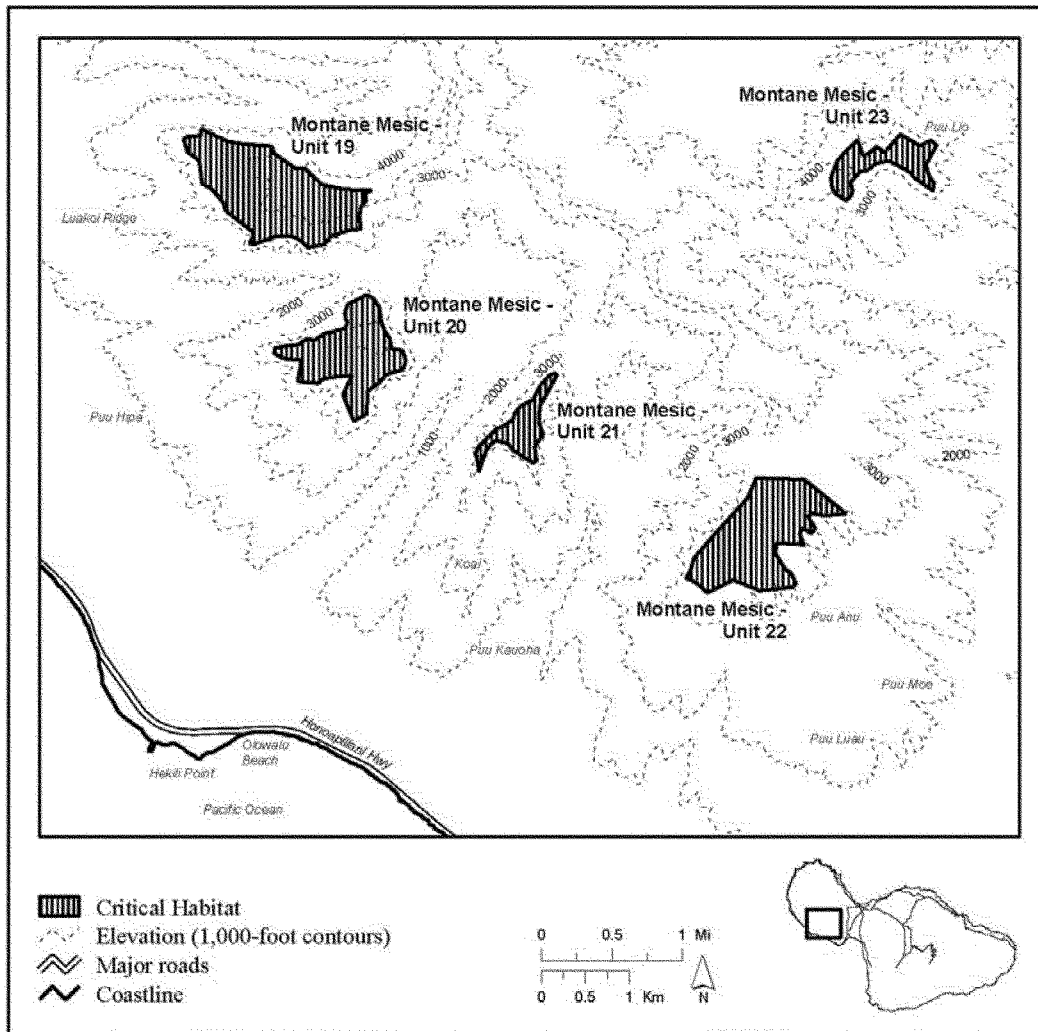 Montane Mesic -
Unit 19
Montane Mesic -
Unit 23
Puu Lio
4000
3000
4000
3000
Luakoi Ridge
2000
3000
Montane Mesic -
Unit 20
Puu Hipa
1000
2000
3000
Montane Mesic -
Unit 21
2000
3000
3000
2000
Koai
Montane Mesic -
Unit 22
Puu Anu
Puu Kauoha
Puu Moe
Puu Luau
Honoapiilani Hwy
Olowalu
Beach
Hekili Point
Pacific Ocean
Critical Habitat
Elevation (1,000-foot contours)
Major roads
Coastline
0 0.5 1 Mi
0 0.5 1 Km
N